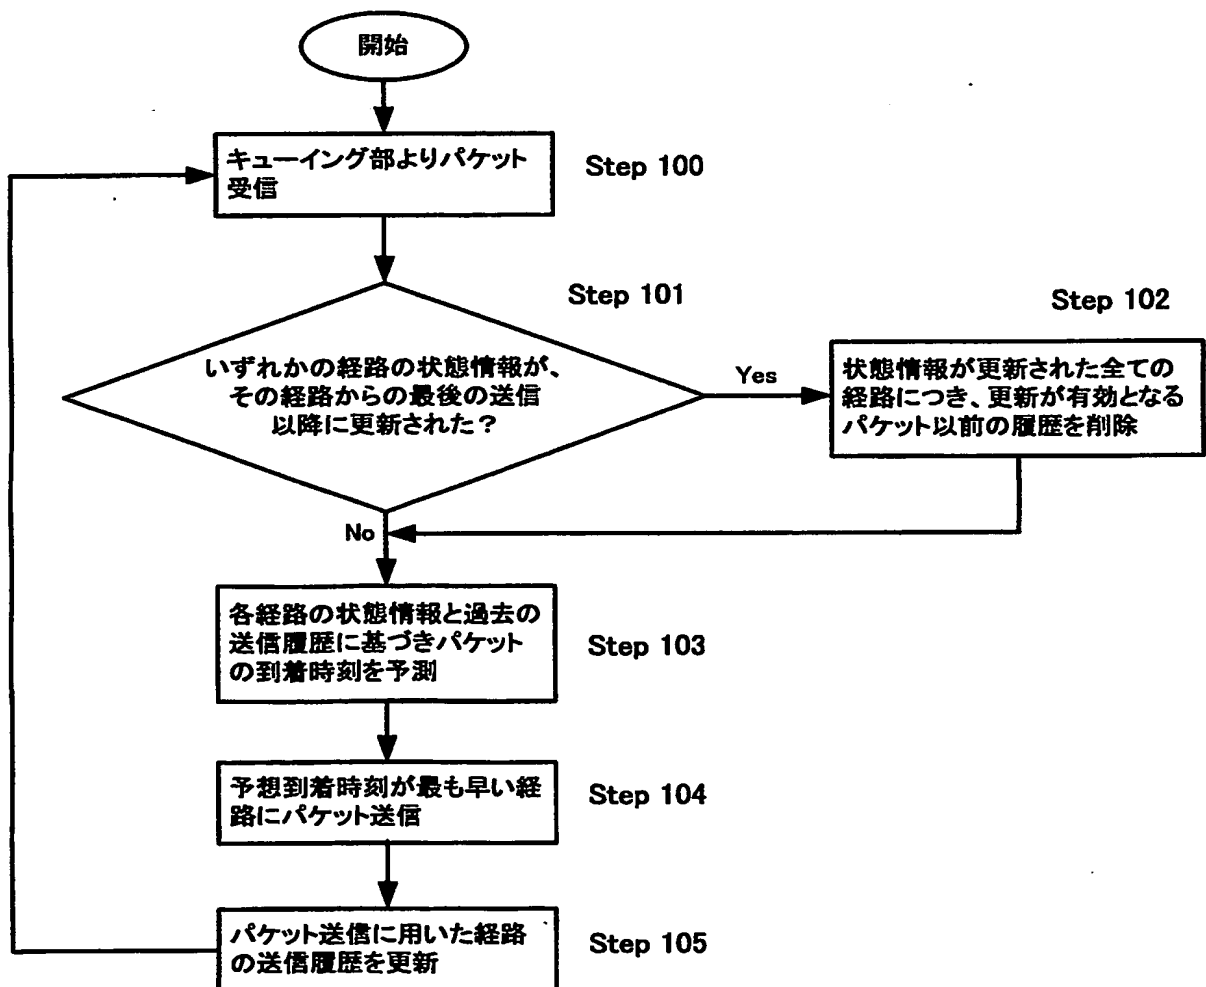 開始
キューイング部よりパケット
受信
Step 100
Step 101
いずれかの経路の状態情報が、
その経路からの最後の送信
以降に更新された？
Yes
Step 102
状態情報が更新された全ての
経路につき、更新が有効となる
パケット以前の履歴を削除
No
各経路の状態情報と過去の
送信履歴に基づきパケット
の到着時刻を予測
Step 103
予想到着時刻が最も早い経
路にパケット送信
Step 104
パケット送信に用いた経路
の送信履歴を更新
Step 105